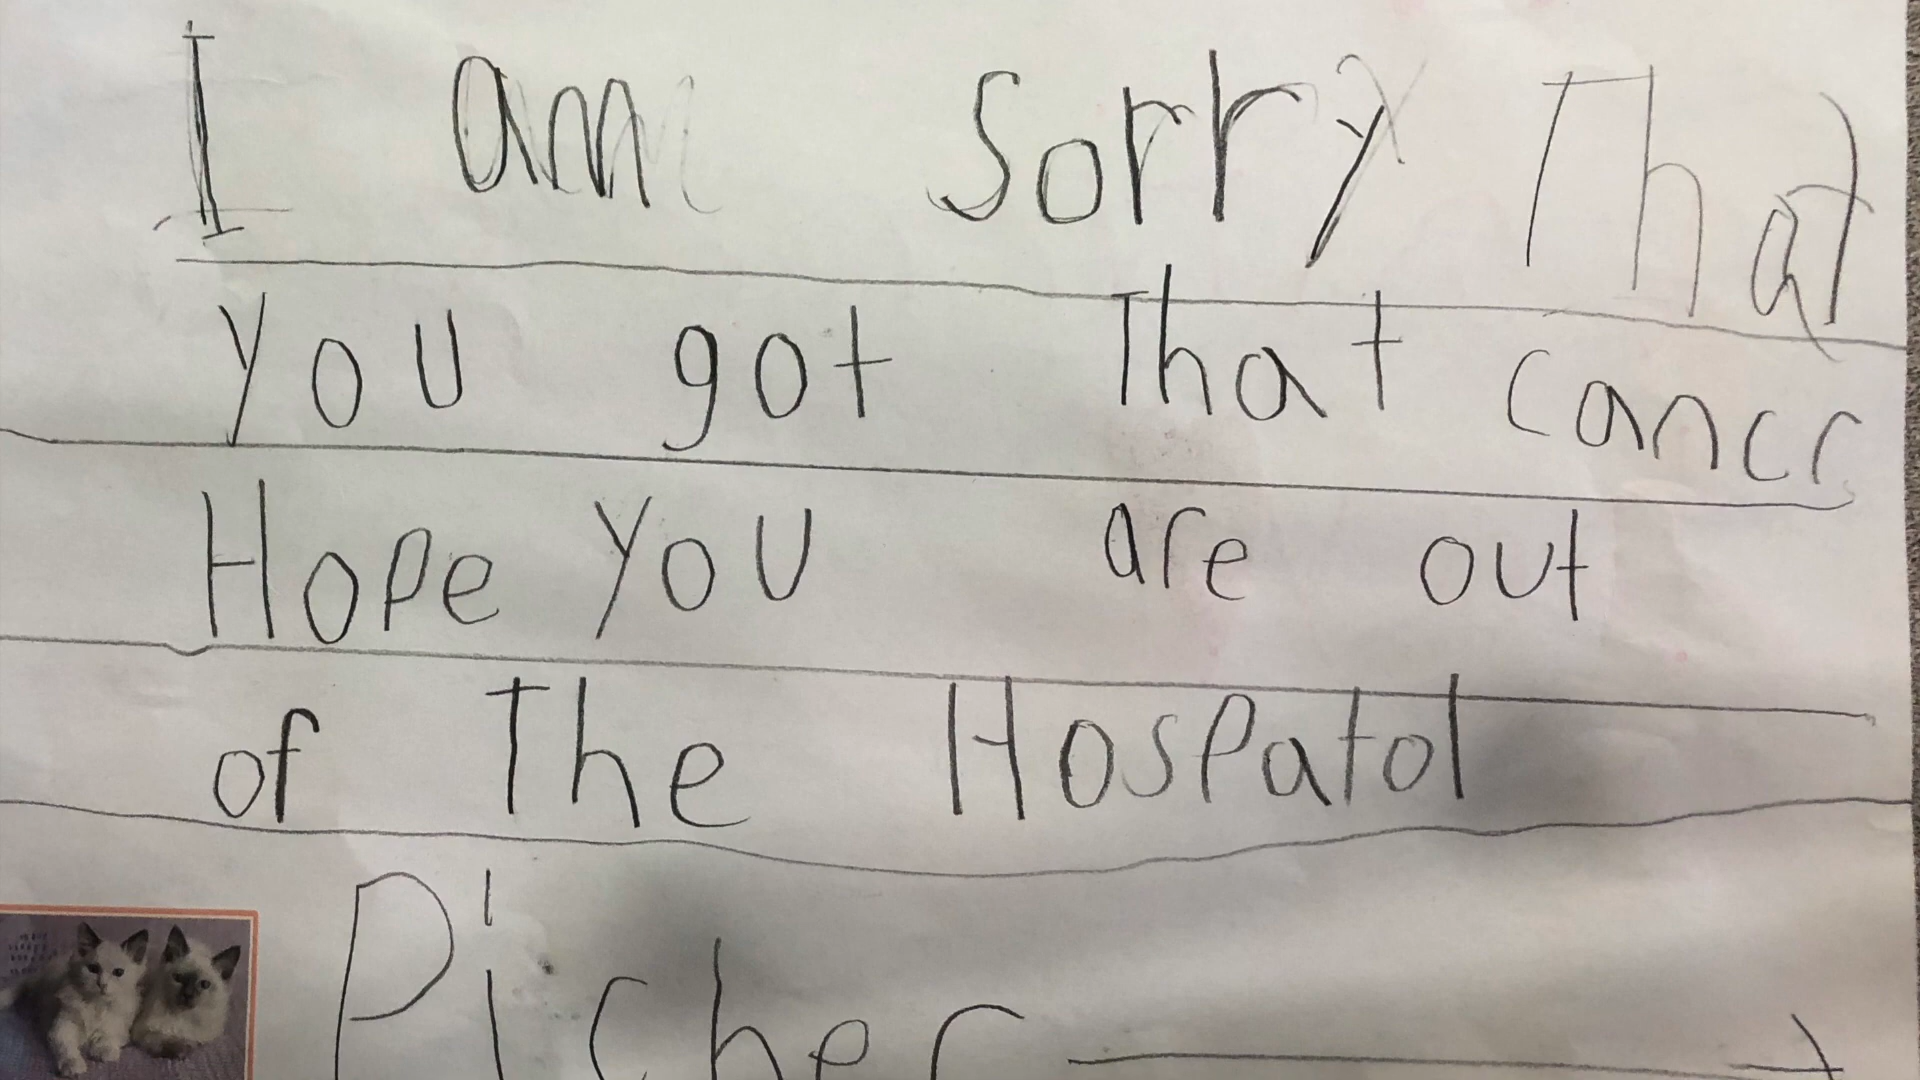 I am sorry That
you got That cancr
Hope you are out
of The Hospatol
Picher